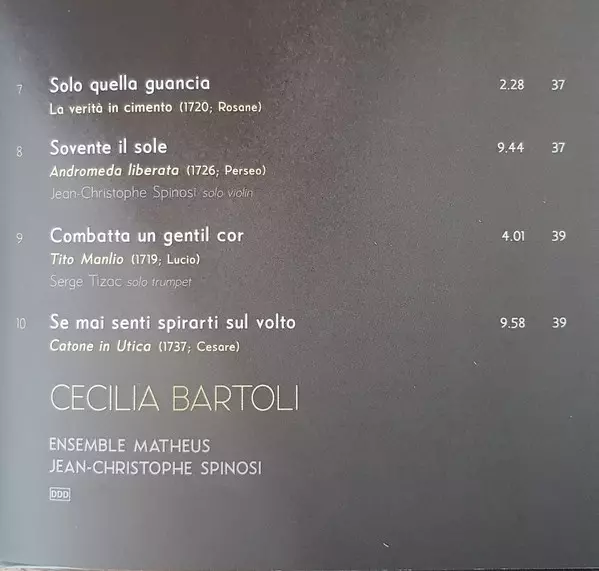 7 Solo quella guancia 2.28 37
La verità in cimento (1720; Rosane)
8 Sovente il sole 9.44 37
Andromeda liberata (1726; Perseo)
Jean-Christophe Spinosi solo violin
9 Combatta un gentil cor 4.01 39
Tito Manlio (1719; Lucio)
Serge Tizac solo trumpet
10 Se mai senti spirarti sul volto 9.58 39
Catone in Utica (1737; Cesare)
CECILIA BARTOLI
ENSEMBLE MATHEUS
JEAN-CHRISTOPHE SPINOSI
DDD